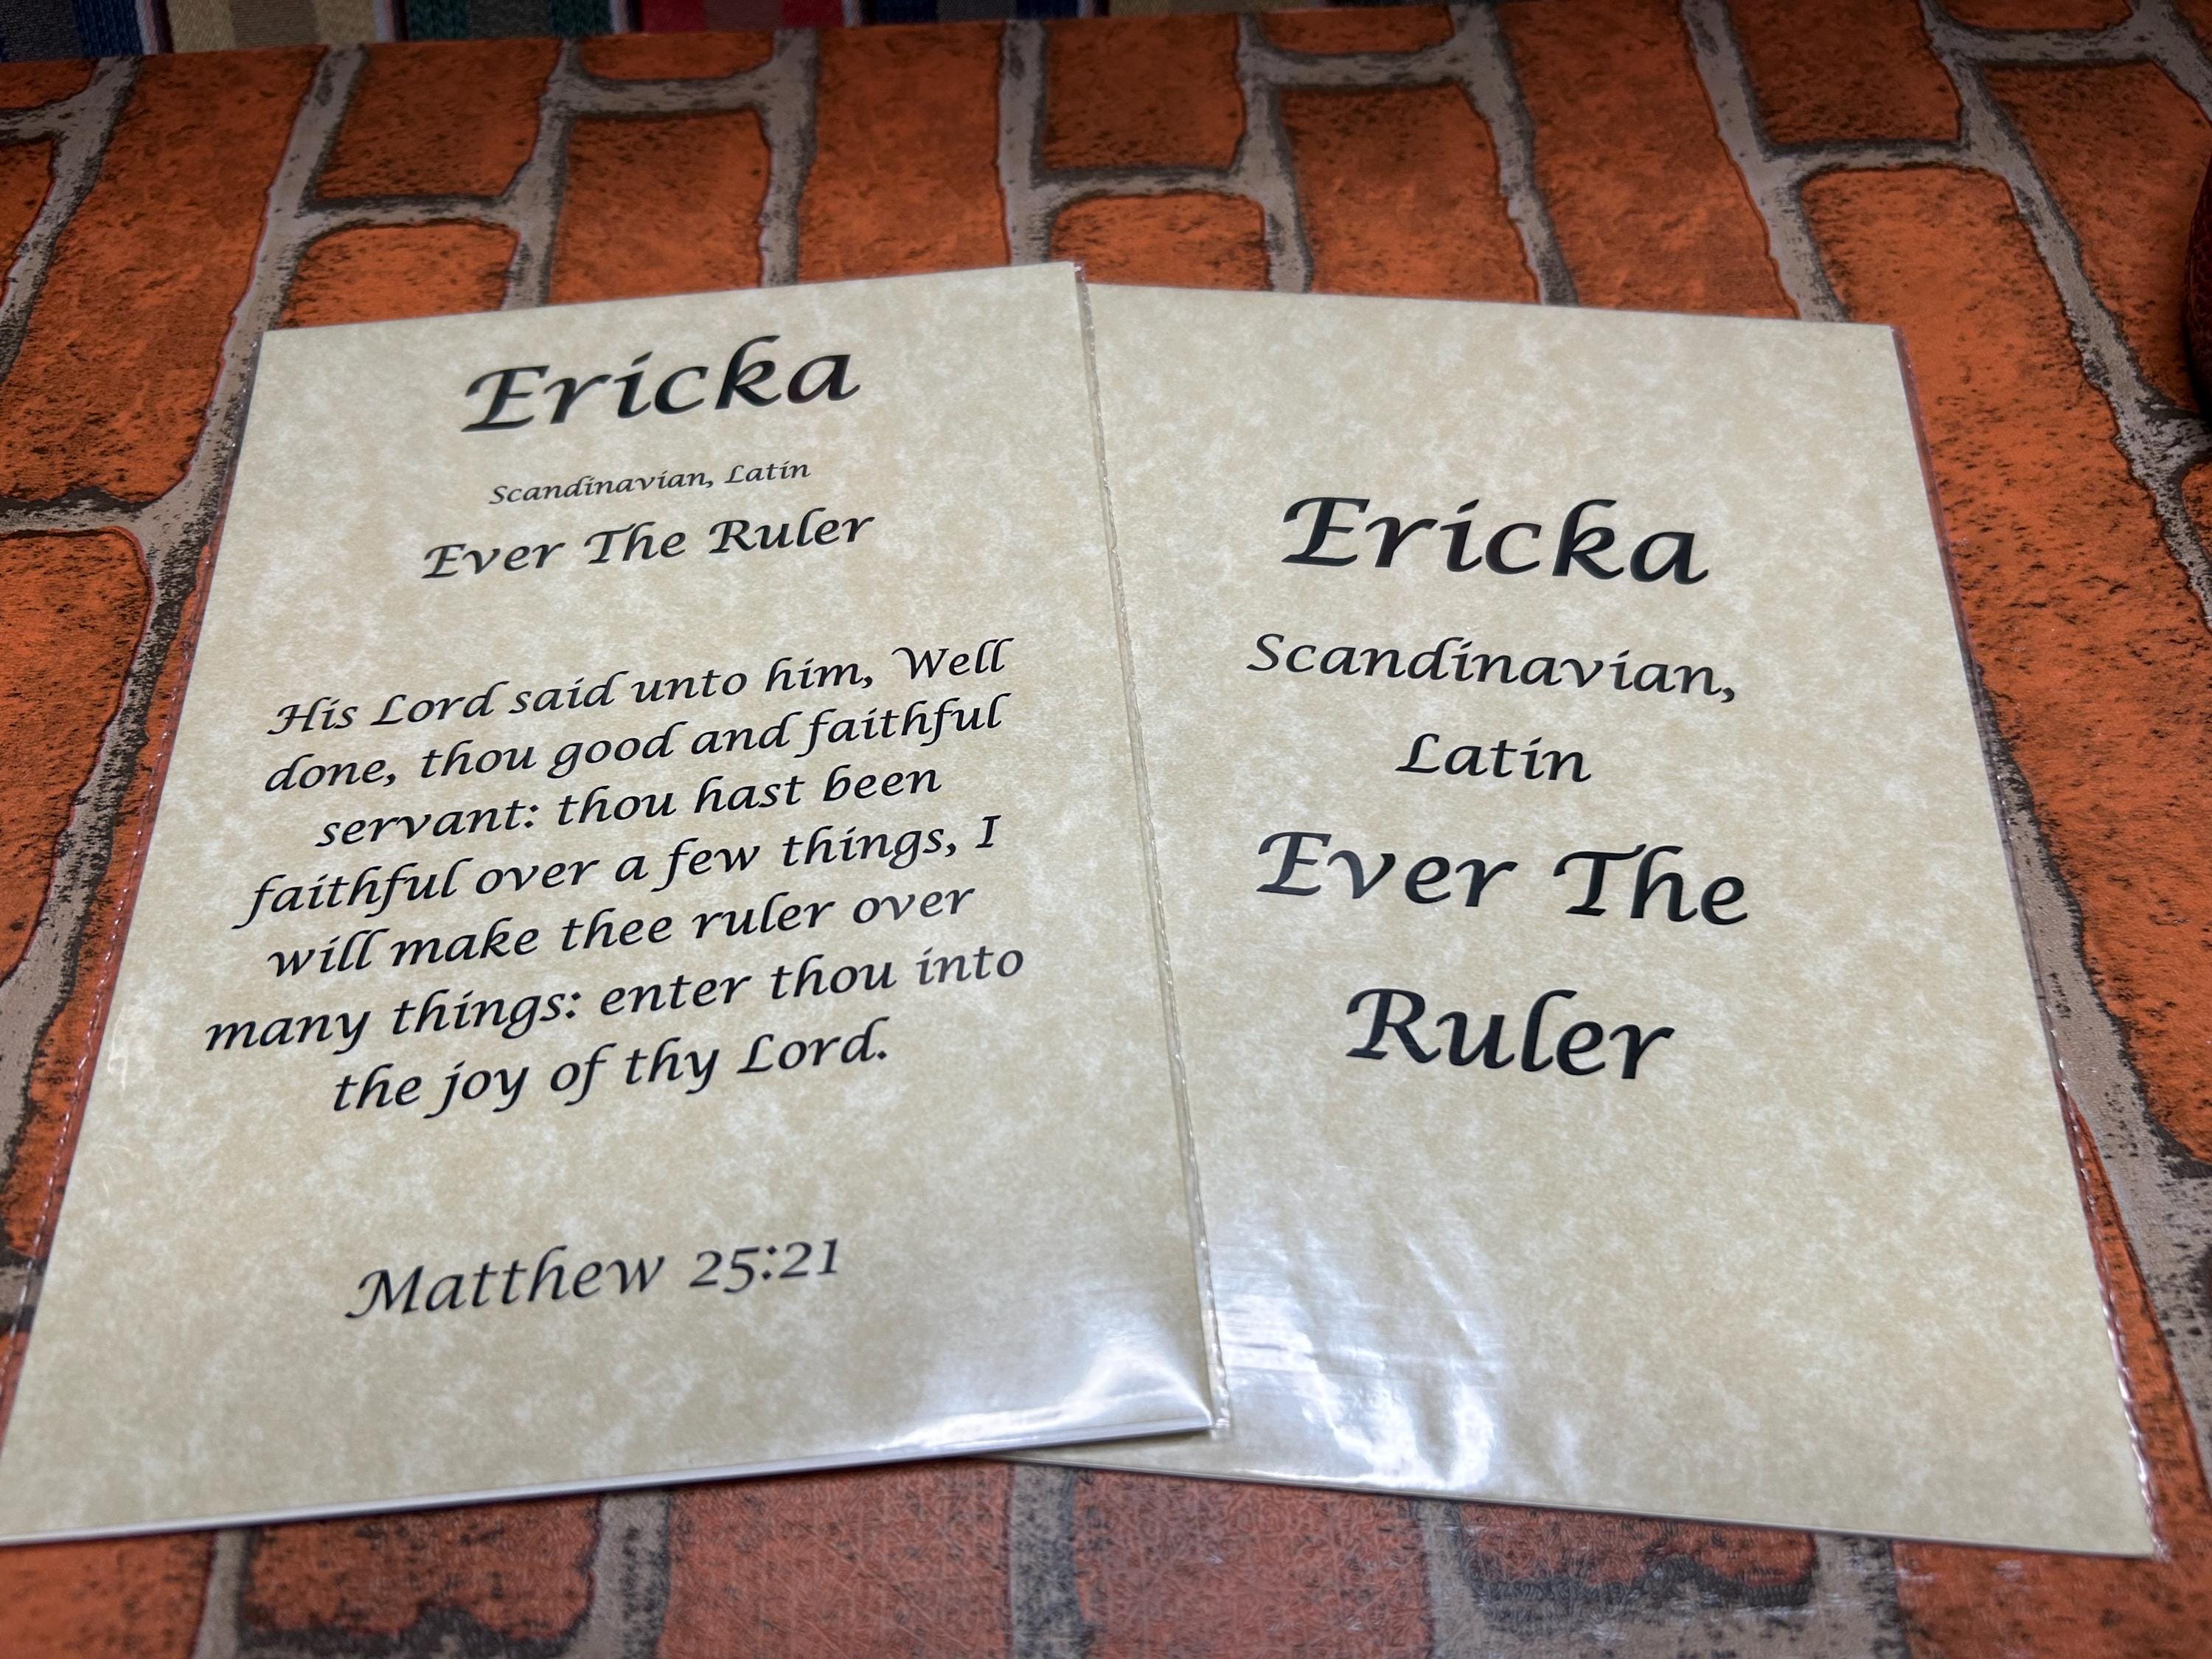 Ericka
Scandinavian, Latin
Ever The Ruler
His Lord said unto him, Well
done, thou good and faithful
servant: thou hast been
faithful over a few things, I
will make thee ruler over
many things: enter thou into
the joy of thy Lord.
Matthew 25:21
Ericka
Scandinavian,
Latin
Ever The
Ruler